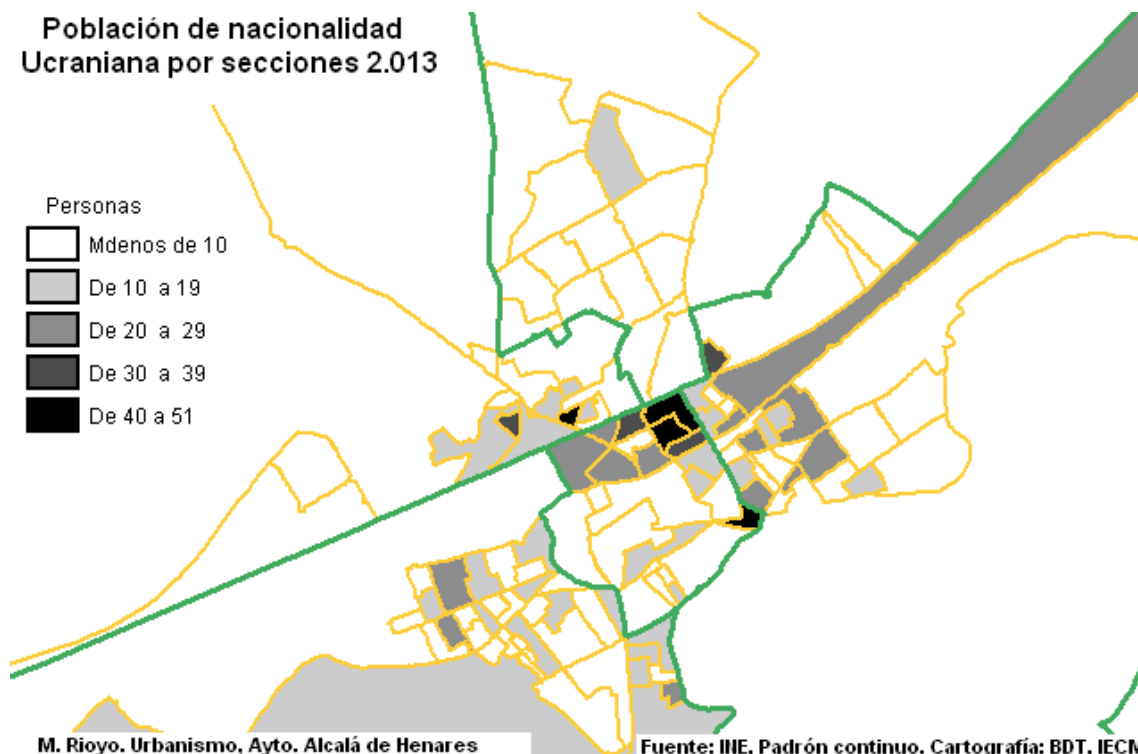 Población de nacionalidad
Ucraniana por secciones 2.013
Personas
Mdenos de 10
De 10 a 19
De 20 a 29
De 30 a 39
De 40 a 51
M. Rioyo. Urbanismo, Ayto. Alcalá de Henares
Fuente: INE, Padrón continuo. Cartografía: BDT, IECM